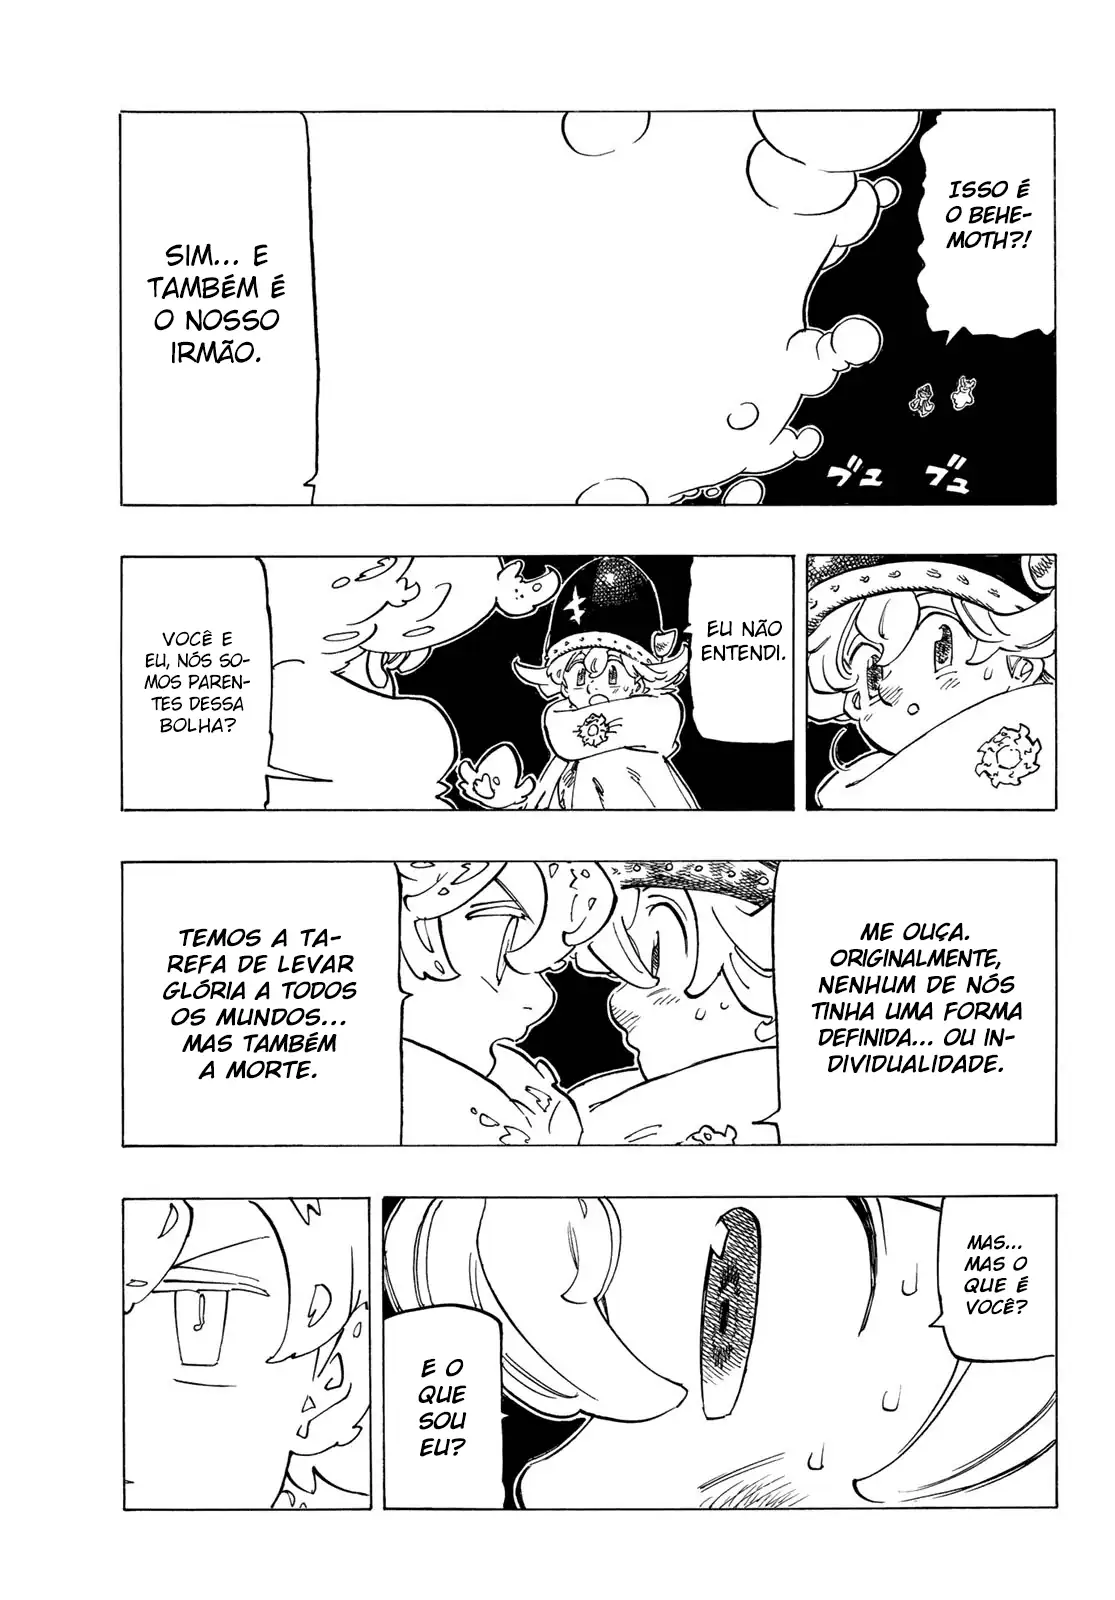 ISSO É
O BEHE-
MOTH?!
SIM... E
TAMBÉM É
O NOSSO
IRMÃO.
ブュ ブュ
EU NÃO
ENTENDI.
VOCÊ E
EU, NÓS SO-
MOS PAREN-
TES DESSA
BOLHA?
ME OUÇA.
ORIGINALMENTE,
NENHUM DE NÓS
TINHA UMA FORMA
DEFINIDA... OU IN-
DIVIDUALIDADE.
TEMOS A TA-
REFA DE LEVAR
GLÓRIA A TODOS
OS MUNDOS...
MAS TAMBÉM
A MORTE.
MAS...
MAS O
QUE É
VOCÊ?
E O
QUE
SOU
EU?